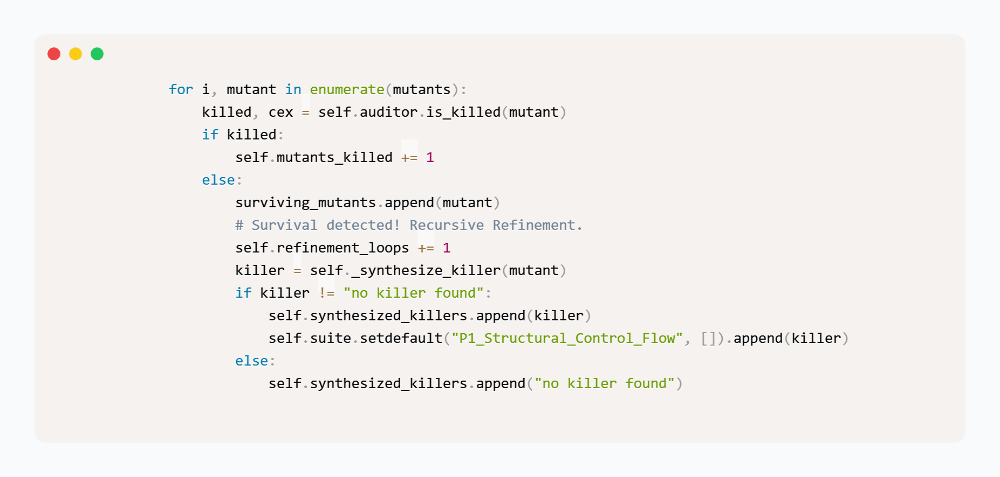 for i, mutant in enumerate(mutants):
    killed, cex = self.auditor.is_killed(mutant)
    if killed:
        self.mutants_killed += 1
    else:
        surviving_mutants.append(mutant)
        # Survival detected! Recursive Refinement.
        self.refinement_loops += 1
        killer = self._synthesize_killer(mutant)
        if killer != "no killer found":
            self.synthesized_killers.append(killer)
            self.suite.setdefault("P1_Structural_Control_Flow", []).append(killer)
        else:
            self.synthesized_killers.append("no killer found")